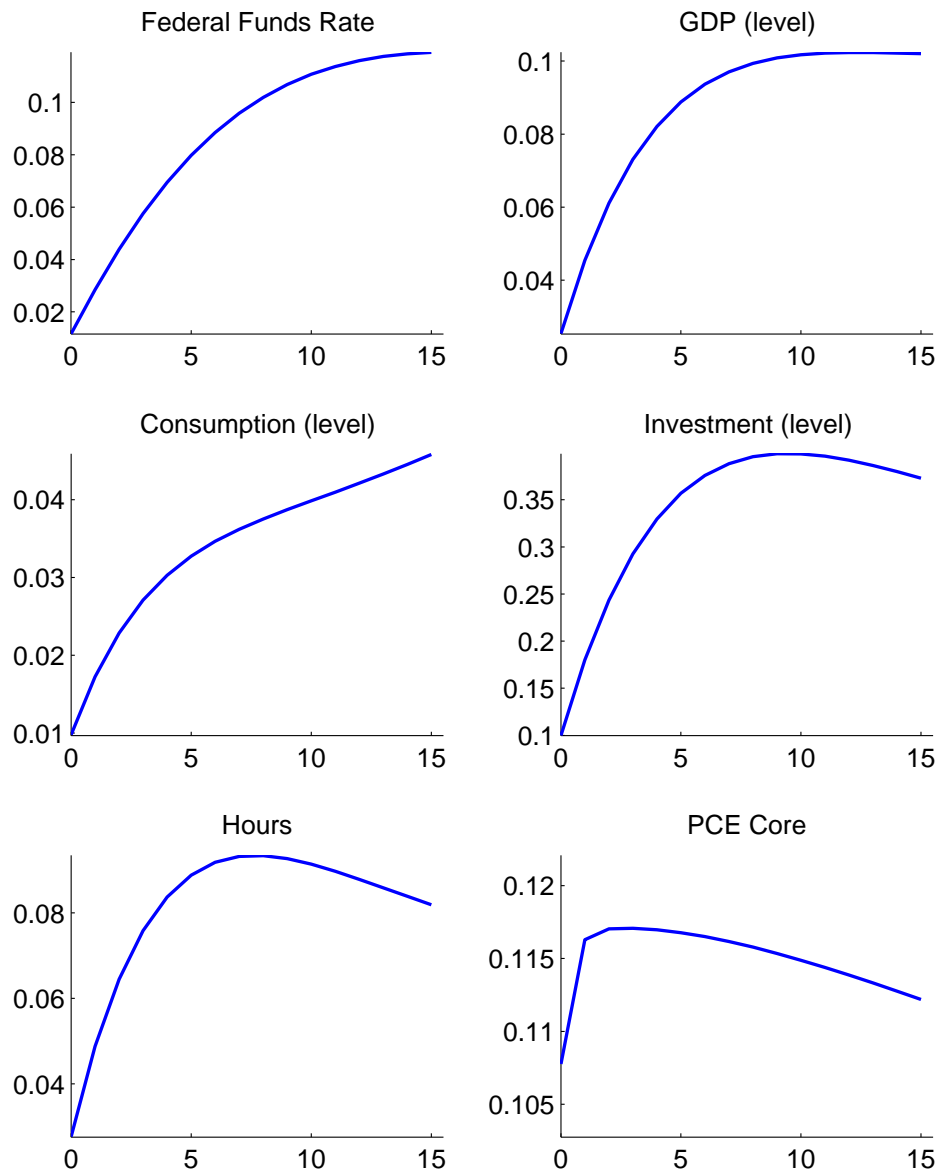 Federal Funds Rate
0.1
0.08
0.06
0.04
0.02
0 5 10 15
GDP (level)
0.1
0.08
0.06
0.04
0 5 10 15
Consumption (level)
0.04
0.03
0.02
0.01
0 5 10 15
Investment (level)
0.35
0.3
0.25
0.2
0.15
0.1
0 5 10 15
Hours
0.08
0.06
0.04
0 5 10 15
PCE Core
0.12
0.115
0.11
0.105
0 5 10 15